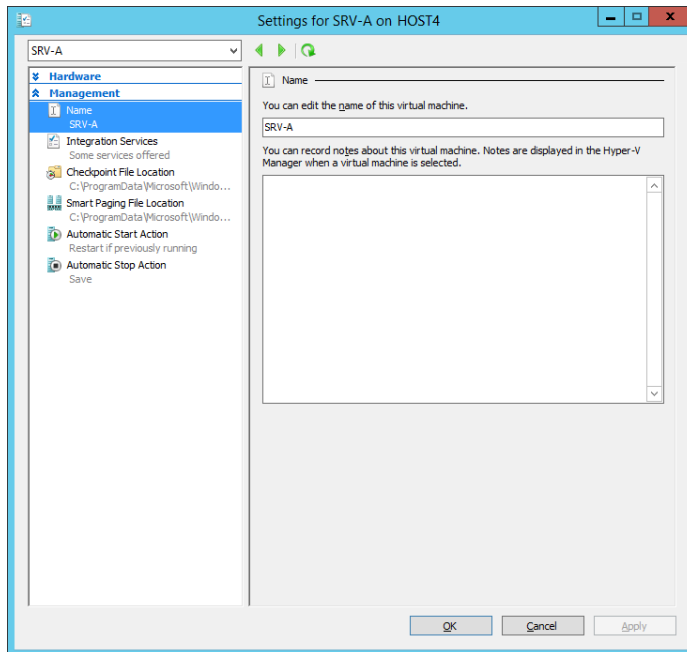 Settings for SRV-A on HOST4
SRV-A
Hardware
Management
Name
SRV-A
Integration Services
Some services offered
Checkpoint File Location
C:\ProgramData\Microsoft\Windo...
Smart Paging File Location
C:\ProgramData\Microsoft\Windo...
Automatic Start Action
Restart if previously running
Automatic Stop Action
Save
Name
You can edit the name of this virtual machine.
SRV-A
You can record notes about this virtual machine. Notes are displayed in the Hyper-V
Manager when a virtual machine is selected.
OK
Cancel
Apply